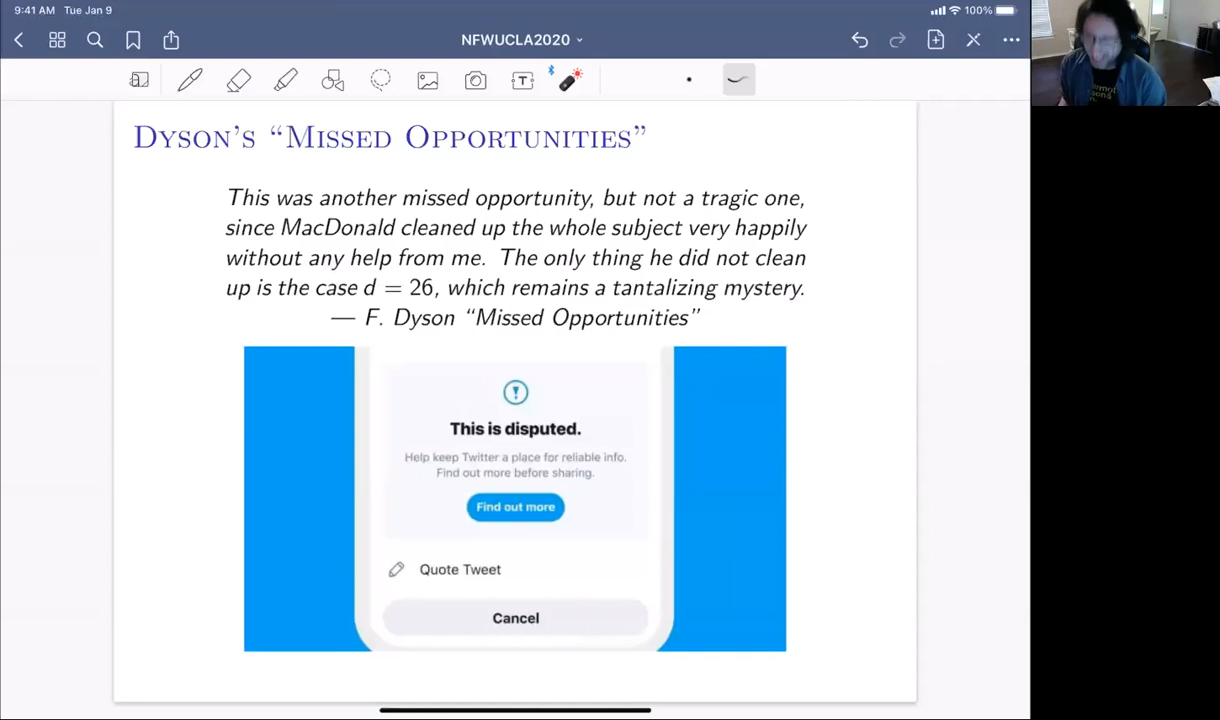 9:41 AM Tue Jan 9
100%
NFWUCLA2020
T
DYSON'S “MISSED OPPORTUNITIES”
This was another missed opportunity, but not a tragic one,
since MacDonald cleaned up the whole subject very happily
without any help from me. The only thing he did not clean
up is the case d = 26, which remains a tantalizing mystery.
— F. Dyson “Missed Opportunities”
This is disputed.
Help keep Twitter a place for reliable info.
Find out more before sharing.
Find out more
Quote Tweet
Cancel